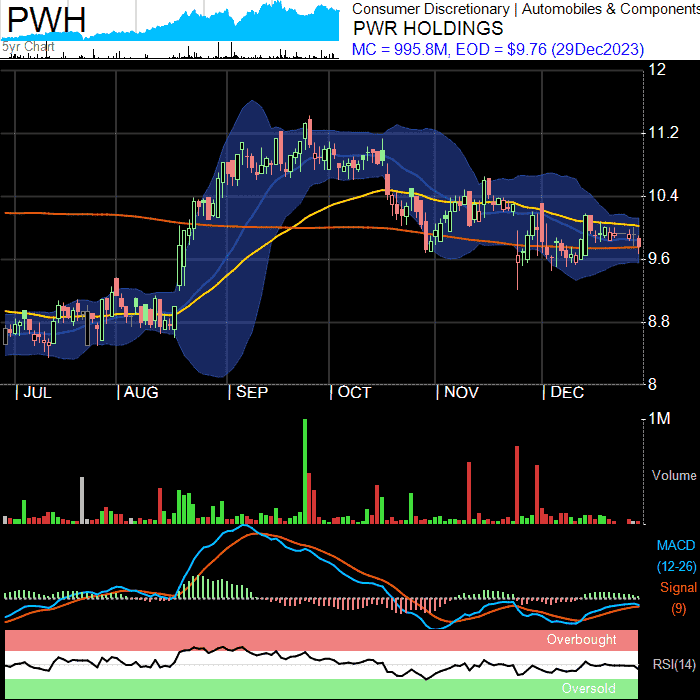 PWH
5yr Chart
Consumer Discretionary | Automobiles & Components
PWR HOLDINGS
MC = 995.8M, EOD = $9.76 (29Dec2023)
12
11.2
10.4
9.6
8.8
8
| JUL | AUG | SEP | OCT | NOV | DEC
1M
Volume
MACD
(12-26)
Signal
(9)
Overbought
RSI(14)
Oversold